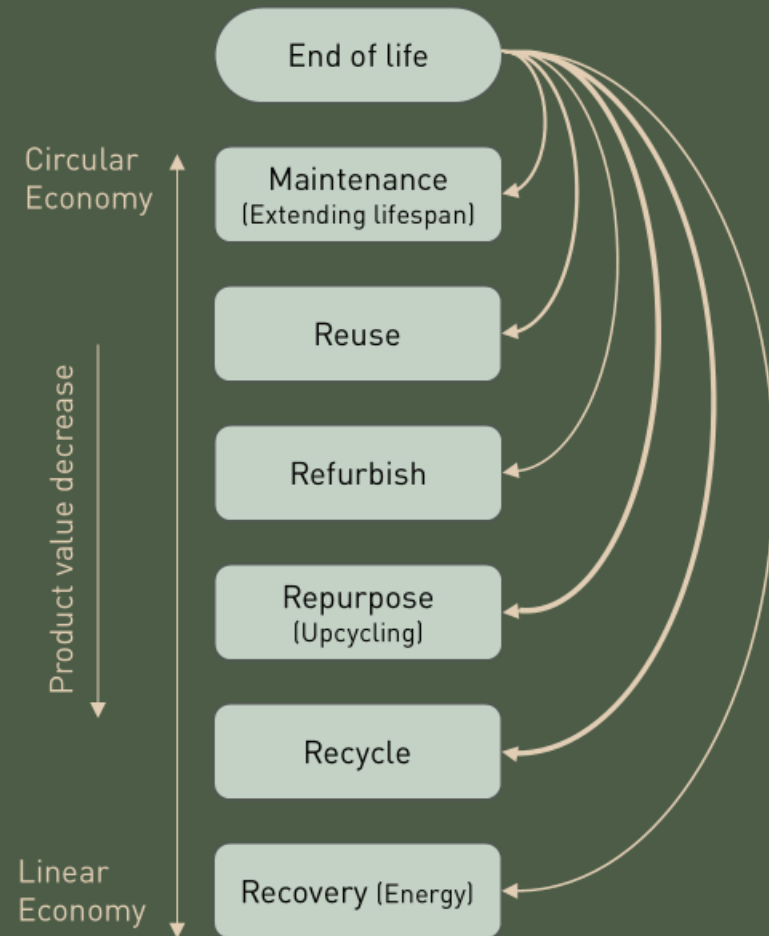 End of life
Circular
Economy
Maintenance
(Extending lifespan)
Reuse
Product value decrease
Refurbish
Repurpose
(Upcycling)
Recycle
Linear
Economy
Recovery (Energy)